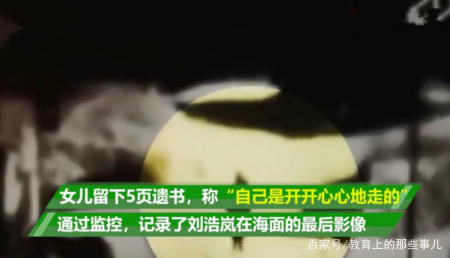 女儿留下5页遗书，称“自己是开开心心地走的”
通过监控，记录了刘浩岚在海面的最后影像
百家号/教育上的那些事儿